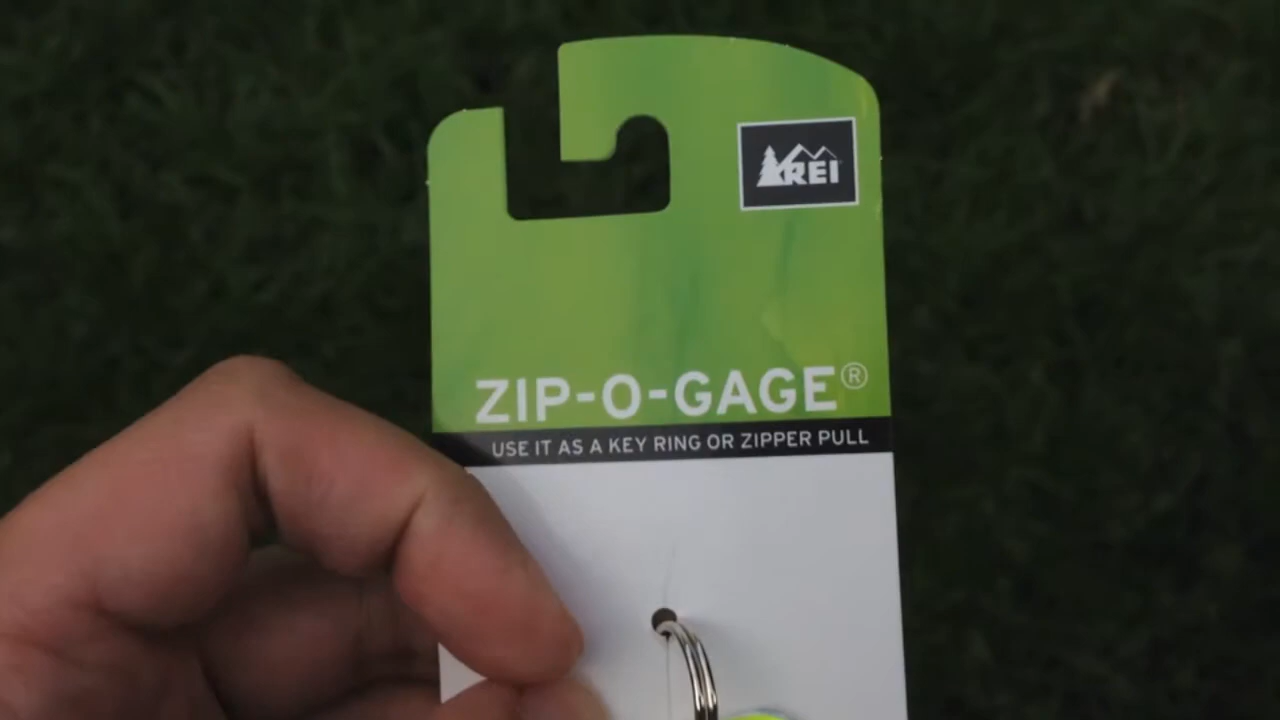 REI
ZIP-O-GAGE®
USE IT AS A KEY RING OR ZIPPER PULL